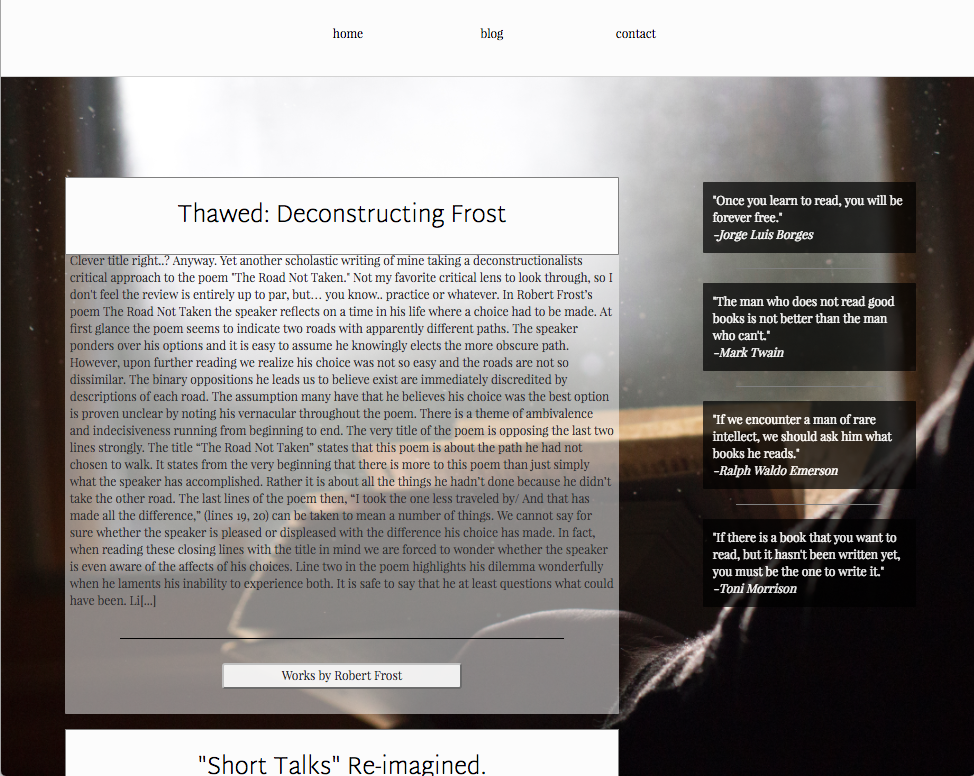 home
blog
contact
Thawed: Deconstructing Frost
Clever title right..? Anyway. Yet another scholastic writing of mine taking a deconstructionalists
critical approach to the poem "The Road Not Taken." Not my favorite critical lens to look through, so I
don't feel the review is entirely up to par, but… you know.. practice or whatever. In Robert Frost’s
poem The Road Not Taken the speaker reflects on a time in his life where a choice had to be made. At
first glance the poem seems to indicate two roads with apparently different paths. The speaker
ponders over his options and it is easy to assume he knowingly elects the more obscure path.
However, upon further reading we realize his choice was not so easy and the roads are not so
dissimilar. The binary oppositions he leads us to believe exist are immediately discredited by
descriptions of each road. The assumption many have that he believes his choice was the best option
is proven unclear by noting his vernacular throughout the poem. There is a theme of ambivalence
and indecisiveness running from beginning to end. The very title of the poem is opposing the last two
lines strongly. The title “The Road Not Taken” states that this poem is about the path he had not
chosen to walk. It states from the very beginning that there is more to this poem than just simply
what the speaker has accomplished. Rather it is about all the things he hadn’t done because he didn’t
take the other road. The last lines of the poem then, “I took the one less traveled by/ And that has
made all the difference,” (lines 19, 20) can be taken to mean a number of things. We cannot say for
sure whether the speaker is pleased or displeased with the difference his choice has made. In fact,
when reading these closing lines with the title in mind we are forced to wonder whether the speaker
is even aware of the affects of his choices. Line two in the poem highlights his dilemma wonderfully
when he laments his inability to experience both. It is safe to say that he at least questions what could
have been. Li[...]
Works by Robert Frost
"Short Talks" Re-imagined.
"Once you learn to read, you will be
forever free."
-Jorge Luis Borges
"The man who does not read good
books is not better than the man
who can't."
-Mark Twain
"If we encounter a man of rare
intellect, we should ask him what
books he reads."
-Ralph Waldo Emerson
"If there is a book that you want to
read, but it hasn't been written yet,
you must be the one to write it."
-Toni Morrison